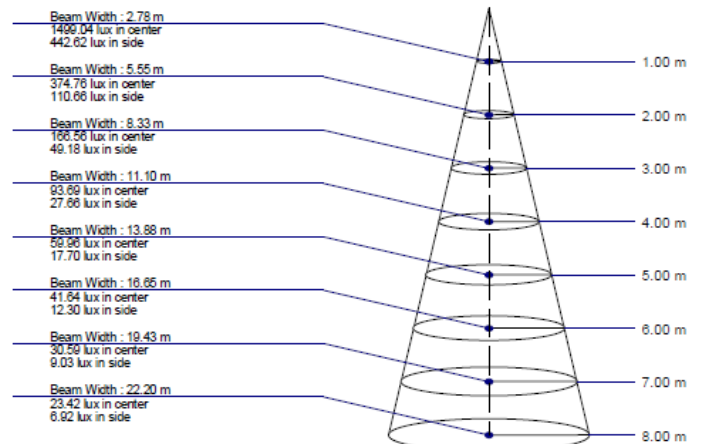 Beam Width : 2.78 m
1499.04 lux in center
442.62 lux in side
1.00 m
Beam Width : 5.55 m
374.76 lux in center
110.66 lux in side
2.00 m
Beam Width : 8.33 m
166.56 lux in center
49.18 lux in side
3.00 m
Beam Width : 11.10 m
93.69 lux in center
27.66 lux in side
4.00 m
Beam Width : 13.88 m
59.96 lux in center
17.70 lux in side
5.00 m
Beam Width : 16.65 m
41.64 lux in center
12.30 lux in side
6.00 m
Beam Width : 19.43 m
30.59 lux in center
9.03 lux in side
7.00 m
Beam Width : 22.20 m
23.42 lux in center
6.92 lux in side
8.00 m